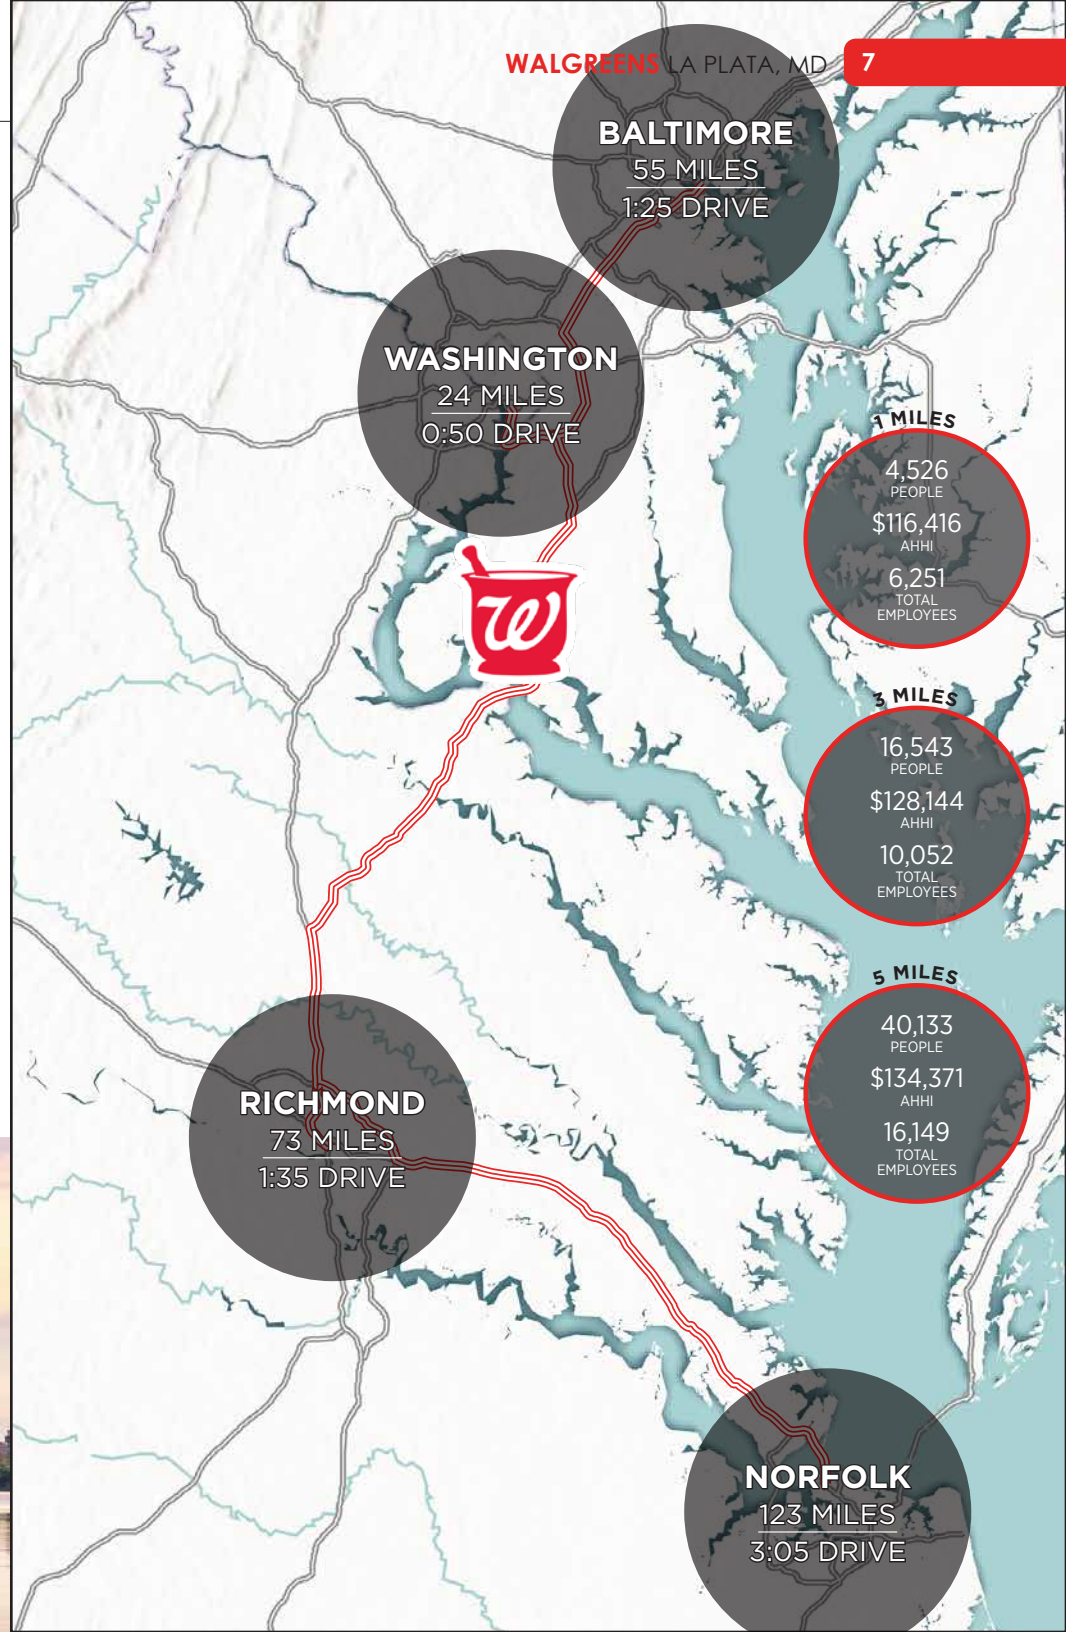 WALGREENS LA PLATA, MD
7
BALTIMORE
55 MILES
1:25 DRIVE
WASHINGTON
24 MILES
0:50 DRIVE
W
1 MILES
4,526
PEOPLE
$116,416
AHHI
6,251
TOTAL
EMPLOYEES
3 MILES
16,543
PEOPLE
$128,144
AHHI
10,052
TOTAL
EMPLOYEES
5 MILES
40,133
PEOPLE
$134,371
AHHI
16,149
TOTAL
EMPLOYEES
RICHMOND
73 MILES
1:35 DRIVE
NORFOLK
123 MILES
3:05 DRIVE